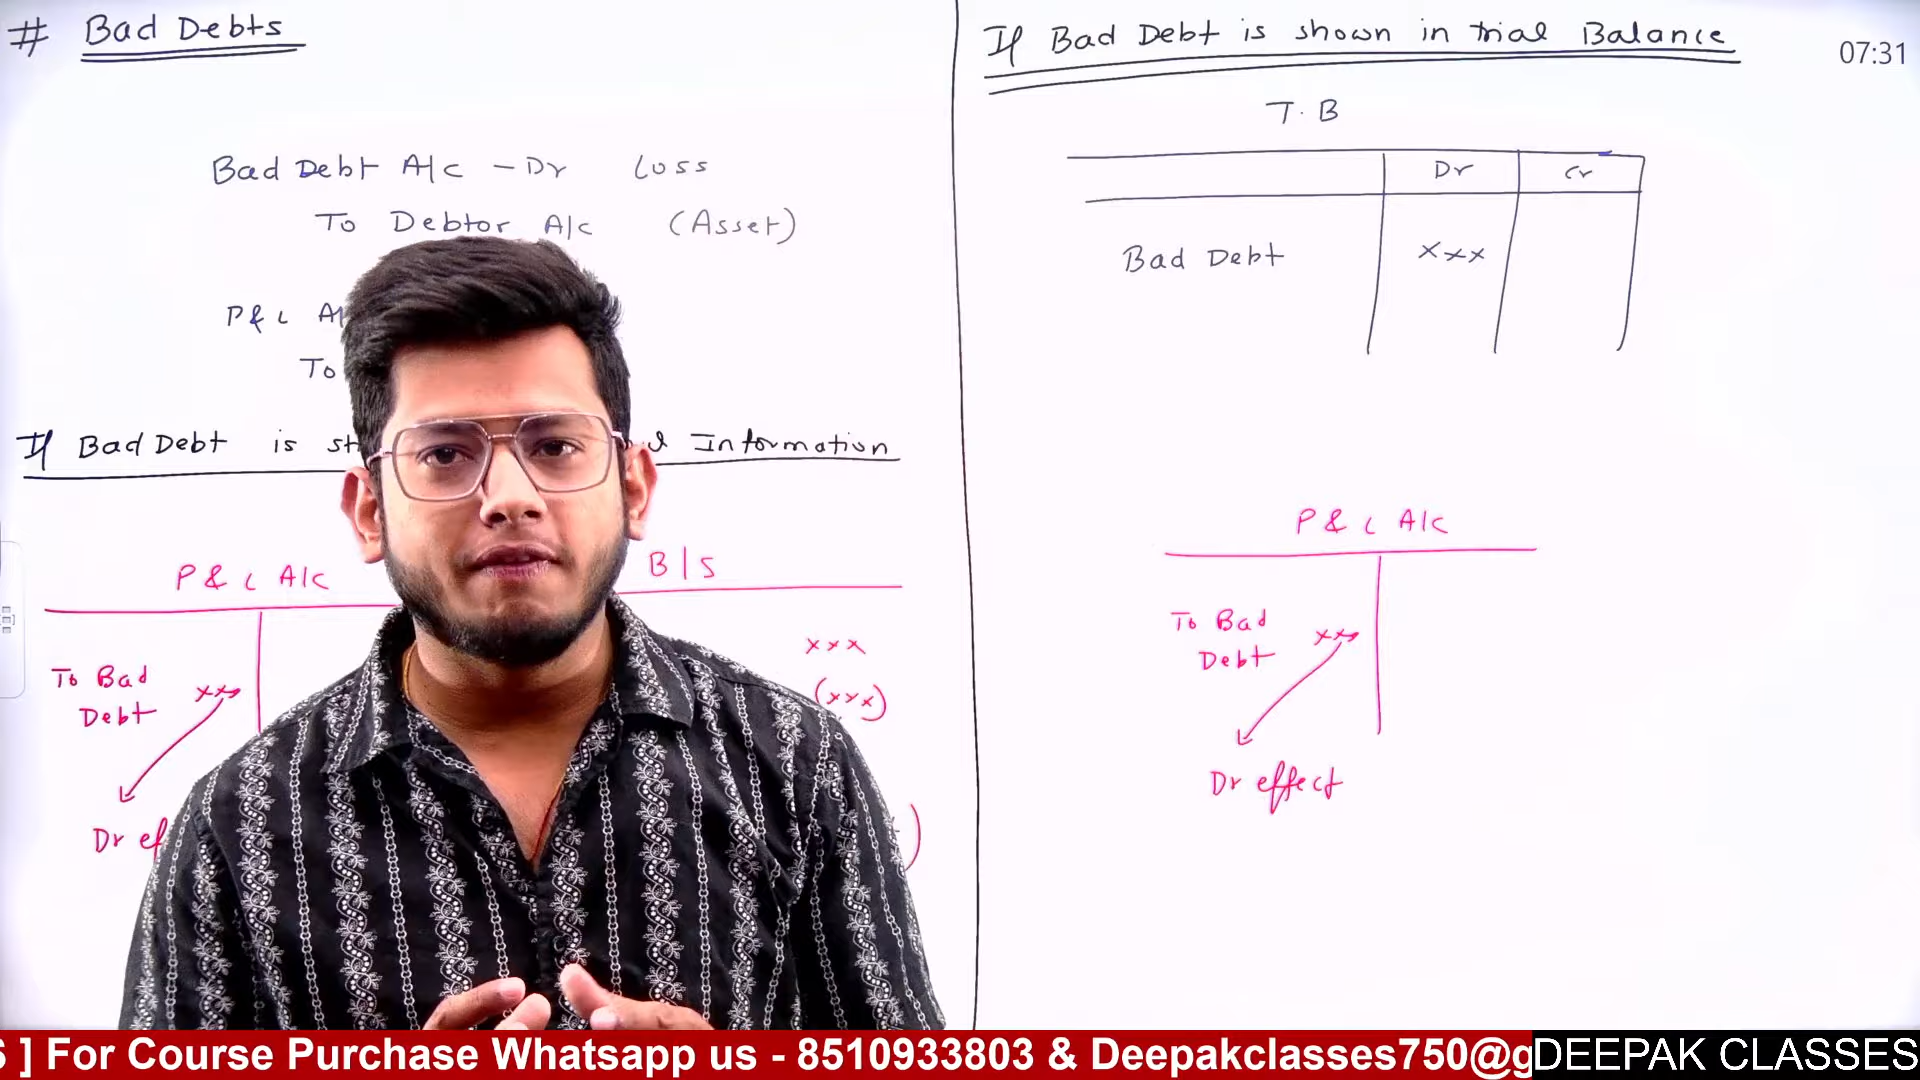 # Bad Debts
Bad Debt A/c - Dr Loss
To Debtor A/c (Asset)
P & L
To
If Bad Debt is Information
P & L A/c
B/S
To Bad
Debt xxx
xxx
(xxx)
Dr
If Bad Debt is shown in trial Balance
07:31
T.B
Dr Cr
Bad Debt xxx
P & L A/c
To Bad
Debt xxx
Dr effect
] For Course Purchase Whatsapp us - 8510933803 & Deepakclasses750@g
DEEPAK CLASSES